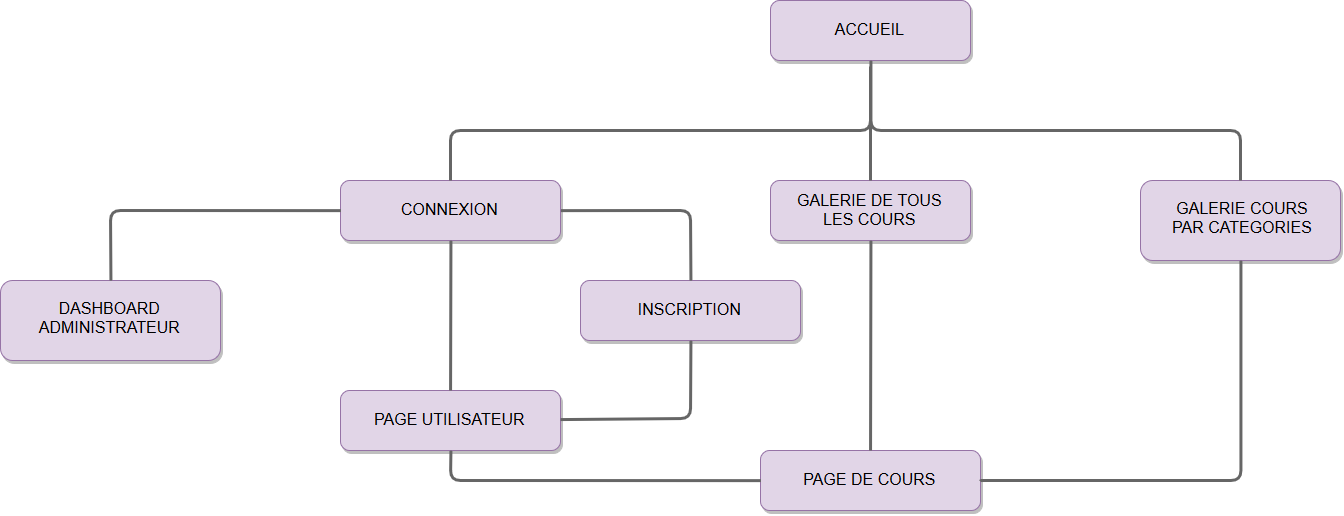 ACCUEIL
CONNEXION
GALERIE DE TOUS
LES COURS
GALERIE COURS
PAR CATEGORIES
DASHBOARD
ADMINISTRATEUR
INSCRIPTION
PAGE UTILISATEUR
PAGE DE COURS